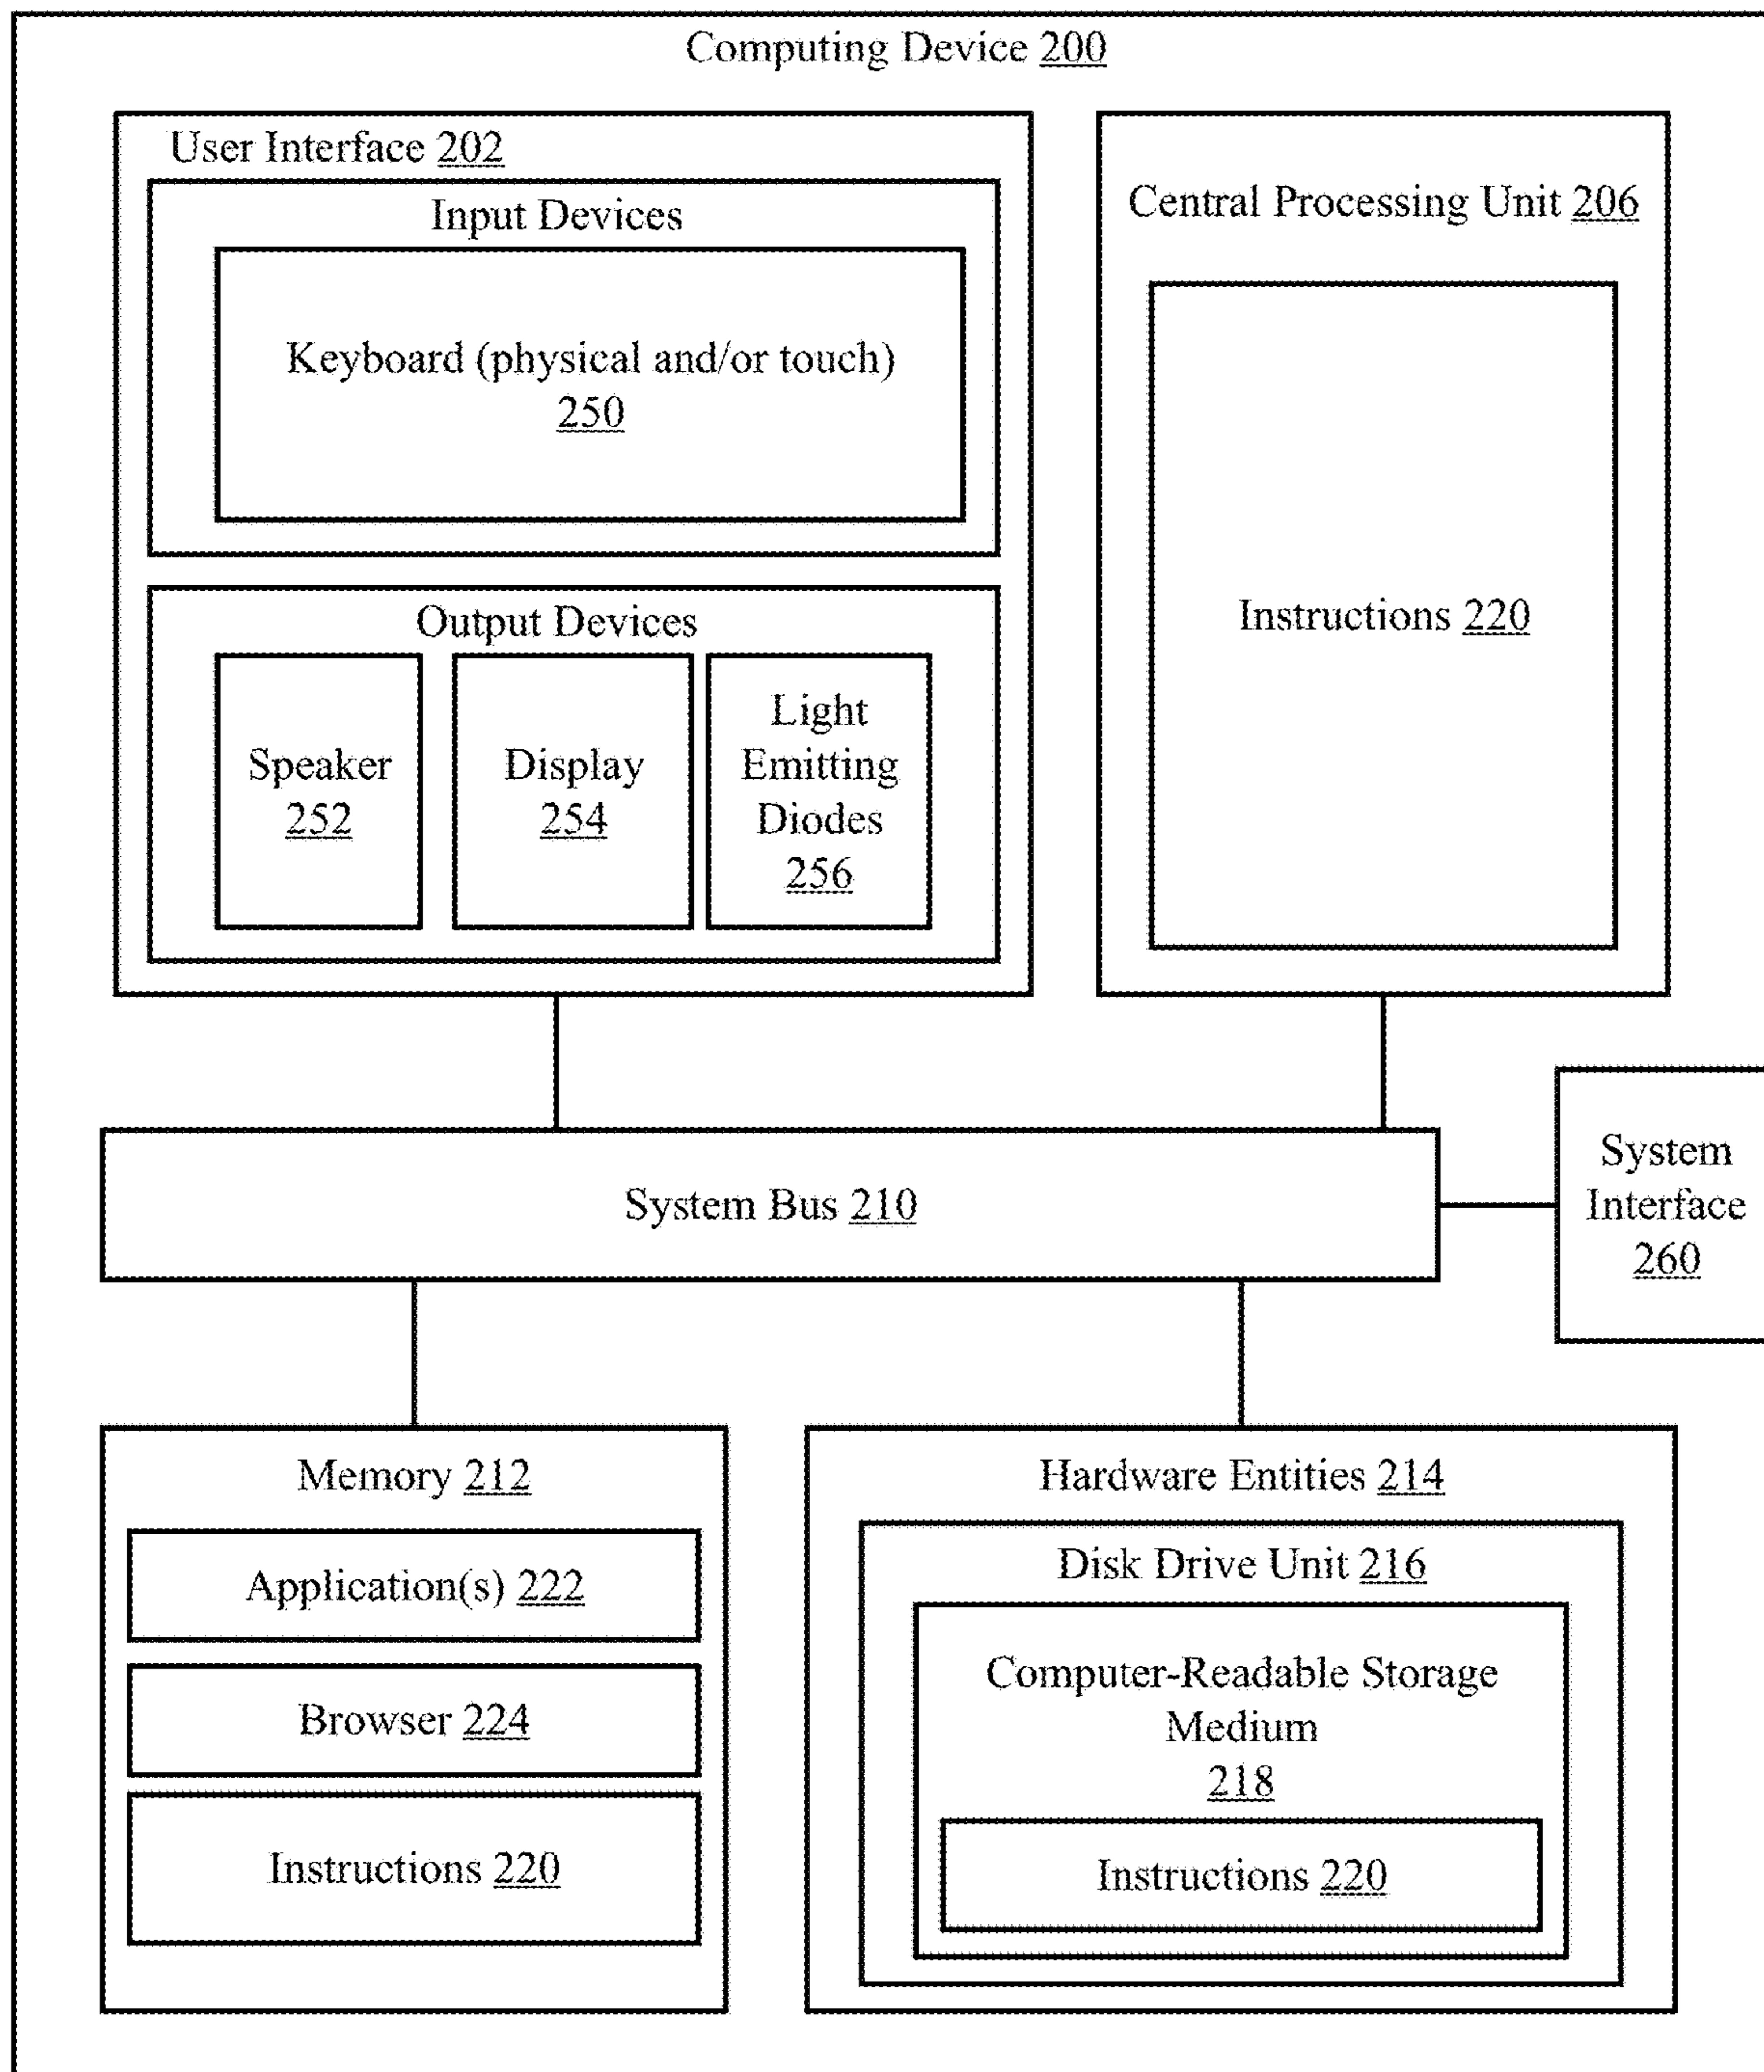 Computing Device 200
User Interface 202
Input Devices
Keyboard (physical and/or touch)
250
Output Devices
Speaker
252
Display
254
Light
Emitting
Diodes
256
Central Processing Unit 206
Instructions 220
System Bus 210
System
Interface
260
Memory 212
Application(s) 222
Browser 224
Instructions 220
Hardware Entities 214
Disk Drive Unit 216
Computer-Readable Storage
Medium
218
Instructions 220